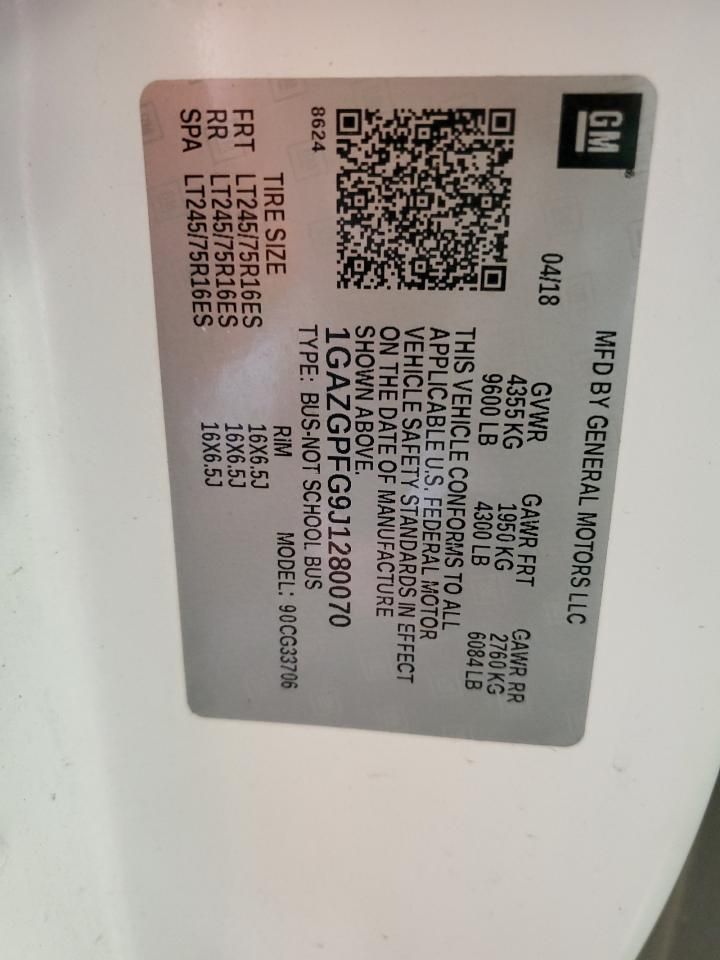 GM
MFD BY GENERAL MOTORS LLC
04/18
GVWR GAWR FRT GAWR RR
4355 KG 1950 KG 2760 KG
9600 LB 4300 LB 6084 LB
THIS VEHICLE CONFORMS TO ALL
APPLICABLE U.S. FEDERAL MOTOR
VEHICLE SAFETY STANDARDS IN EFFECT
ON THE DATE OF MANUFACTURE
SHOWN ABOVE.
1GAZGPFG9J1280070
8624
TYPE: BUS-NOT SCHOOL BUS
MODEL: 90CG33706
TIRE SIZE RIM
FRT LT245/75R16ES 16X6.5J
RR LT245/75R16ES 16X6.5J
SPA LT245/75R16ES 16X6.5J